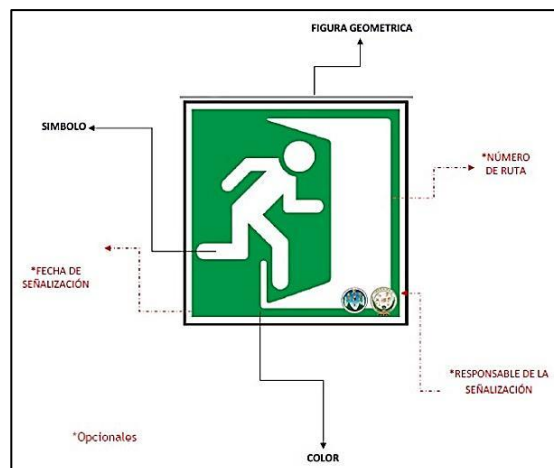 FIGURA GEOMETRICA
SIMBOLO
*NÚMERO
DE RUTA
*FECHA DE
SEÑALIZACIÓN
*RESPONSABLE DE LA
SEÑALIZACIÓN
*Opcionales
COLOR